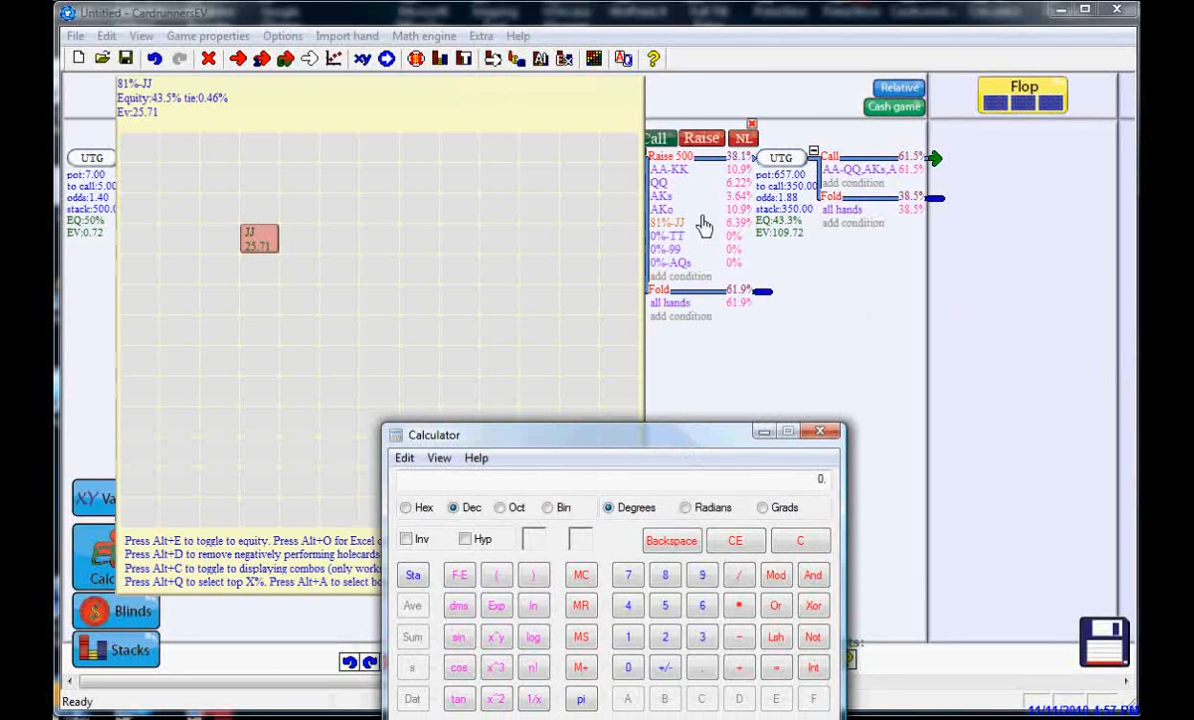 Untitled - CardrunnersEV
File Edit View Game properties Options Import hand Math engine Extra Help
81%-JJ
Equity:43.5% tie:0.46%
Ev:25.71
Relative
Cash game
Flop
UTG
pot:7.00
to call:5.00
odds:1.40
stack:500.
EQ:50%
EV:0.72
JJ
25.71
Call Raise NL
Raise 500 38.1%
AA-KK 10.9%
QQ 6.22%
AKs 3.64%
AKo 10.9%
81%-JJ 6.39%
0%-TT 0%
0%-99 0%
0%-AQs 0%
add condition
Fold 61.9%
all hands 61.9%
add condition
UTG
pot:657.00
to call:350.00
odds:1.88
stack:350.00
EQ:43.3%
EV:109.72
Call 61.5%
AA-QQ,AKs,A 61.5%
add condition
Fold 38.5%
all hands 38.5%
add condition
XY Va
Calc
Blinds
Stacks
Press Alt+E to toggle to equity. Press Alt+O for Excel
Press Alt+D to remove negatively performing holecards
Press Alt+C to toggle to displaying combos (only works
Press Alt+Q to select top X%. Press Alt+A to select
Calculator
Edit View Help
0.
Hex Dec Oct Bin Degrees Radians Grads
Inv Hyp Backspace CE C
Sta F-E ( ) MC 7 8 9 / Mod And
Ave dms Exp ln MR 4 5 6 * Or Xor
Sum sin x^y log MS 1 2 3 - Lsh Not
s cos x^3 n! M+ 0 +/- . + = Int
Dat tan x^2 1/x pi A B C D E F
Ready
11/11/2010 4:57 PM